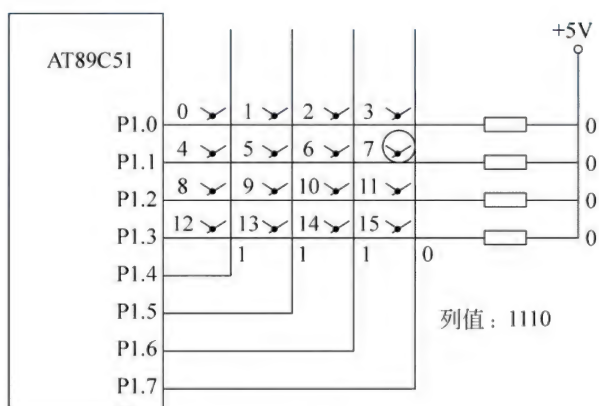 +5V
AT89C51
0 1 2 3
P1.0 0
4 5 6 7
P1.1 0
8 9 10 11
P1.2 0
12 13 14 15
P1.3 0
1 1 1 0
P1.4
P1.5
列值：1110
P1.6
P1.7